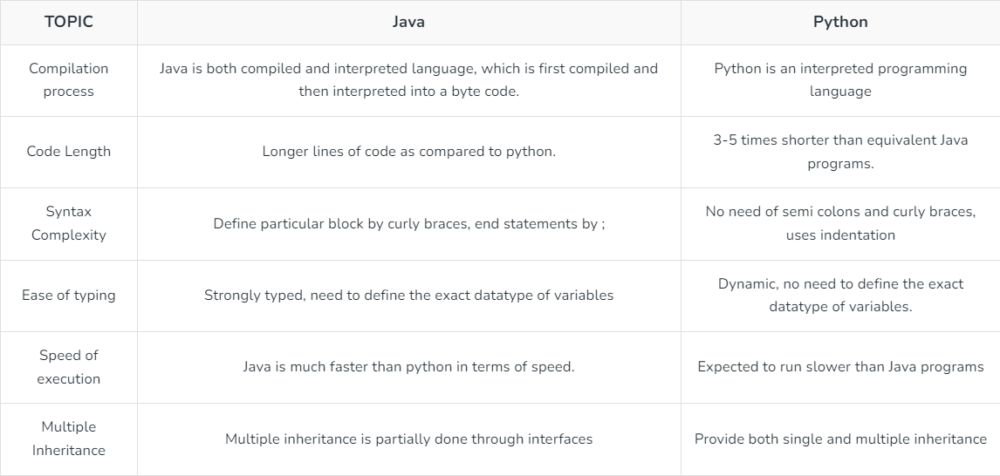 TOPIC
Java
Python
Compilation
process
Java is both compiled and interpreted language, which is first compiled and
then interpreted into a byte code.
Python is an interpreted programming
language
Code Length
Longer lines of code as compared to python.
3-5 times shorter than equivalent Java
programs.
Syntax
Complexity
Define particular block by curly braces, end statements by ;
No need of semi colons and curly braces,
uses indentation
Ease of typing
Strongly typed, need to define the exact datatype of variables
Dynamic, no need to define the exact
datatype of variables.
Speed of
execution
Java is much faster than python in terms of speed.
Expected to run slower than Java programs
Multiple
Inheritance
Multiple inheritance is partially done through interfaces
Provide both single and multiple inheritance